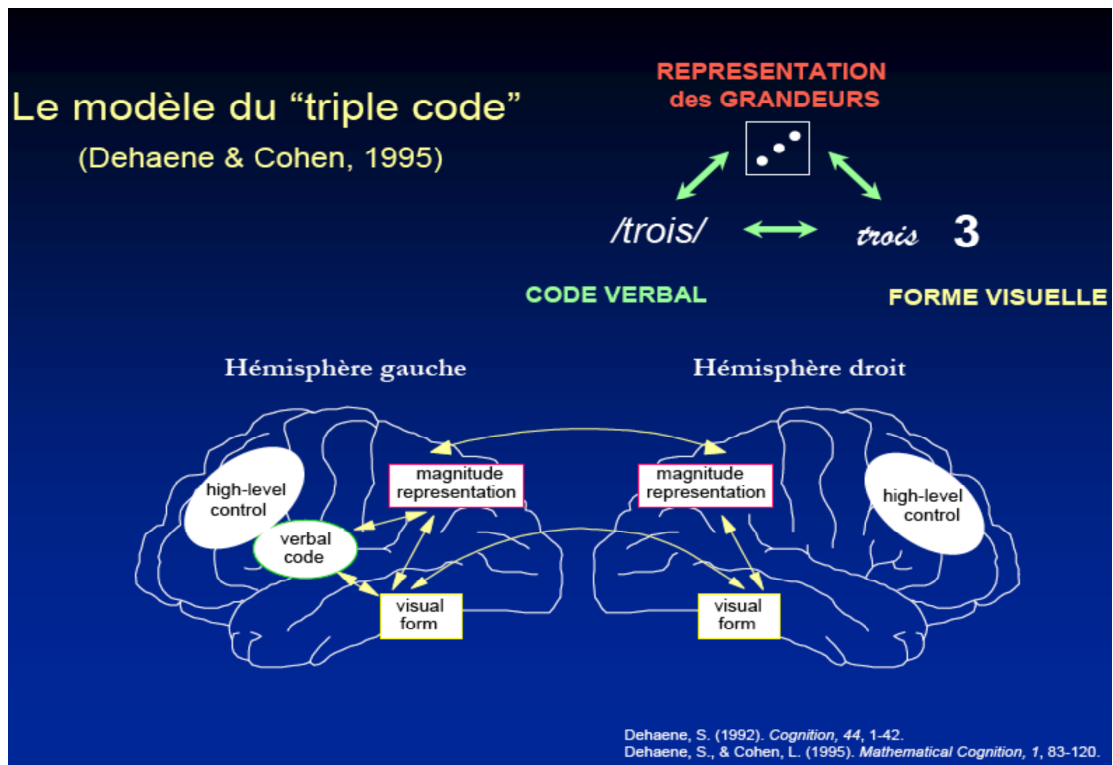 Le modèle du “triple code”
(Dehaene & Cohen, 1995)
REPRESENTATION
des GRANDEURS
/trois/
trois 3
CODE VERBAL
FORME VISUELLE
Hémisphère gauche
Hémisphère droit
high-level
control
verbal
code
magnitude
representation
visual
form
magnitude
representation
high-level
control
visual
form
Dehaene, S. (1992). Cognition, 44, 1-42.
Dehaene, S., & Cohen, L. (1995). Mathematical Cognition, 1, 83-120.